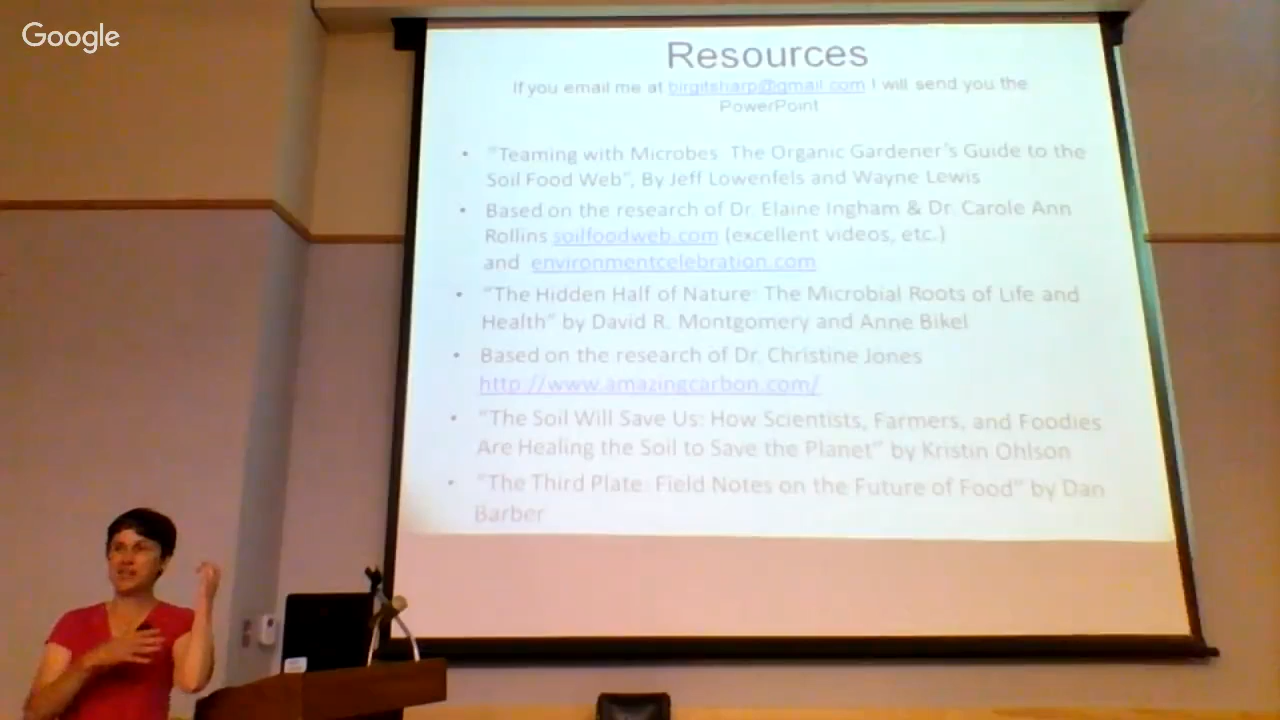 Google
Resources
If you email me at birgitsharp@gmail.com I will send you the
PowerPoint
• "Teaming with Microbes: The Organic Gardener's Guide to the
Soil Food Web", By Jeff Lowenfels and Wayne Lewis
• Based on the research of Dr. Elaine Ingham & Dr. Carole Ann
Rollins soilfoodweb.com (excellent videos, etc.)
and environmentcelebration.com
• "The Hidden Half of Nature: The Microbial Roots of Life and
Health" by David R. Montgomery and Anne Bikel
• Based on the research of Dr. Christine Jones
http://www.amazingcarbon.com/
• "The Soil Will Save Us: How Scientists, Farmers, and Foodies
Are Healing the Soil to Save the Planet" by Kristin Ohlson
• "The Third Plate: Field Notes on the Future of Food" by Dan
Barber